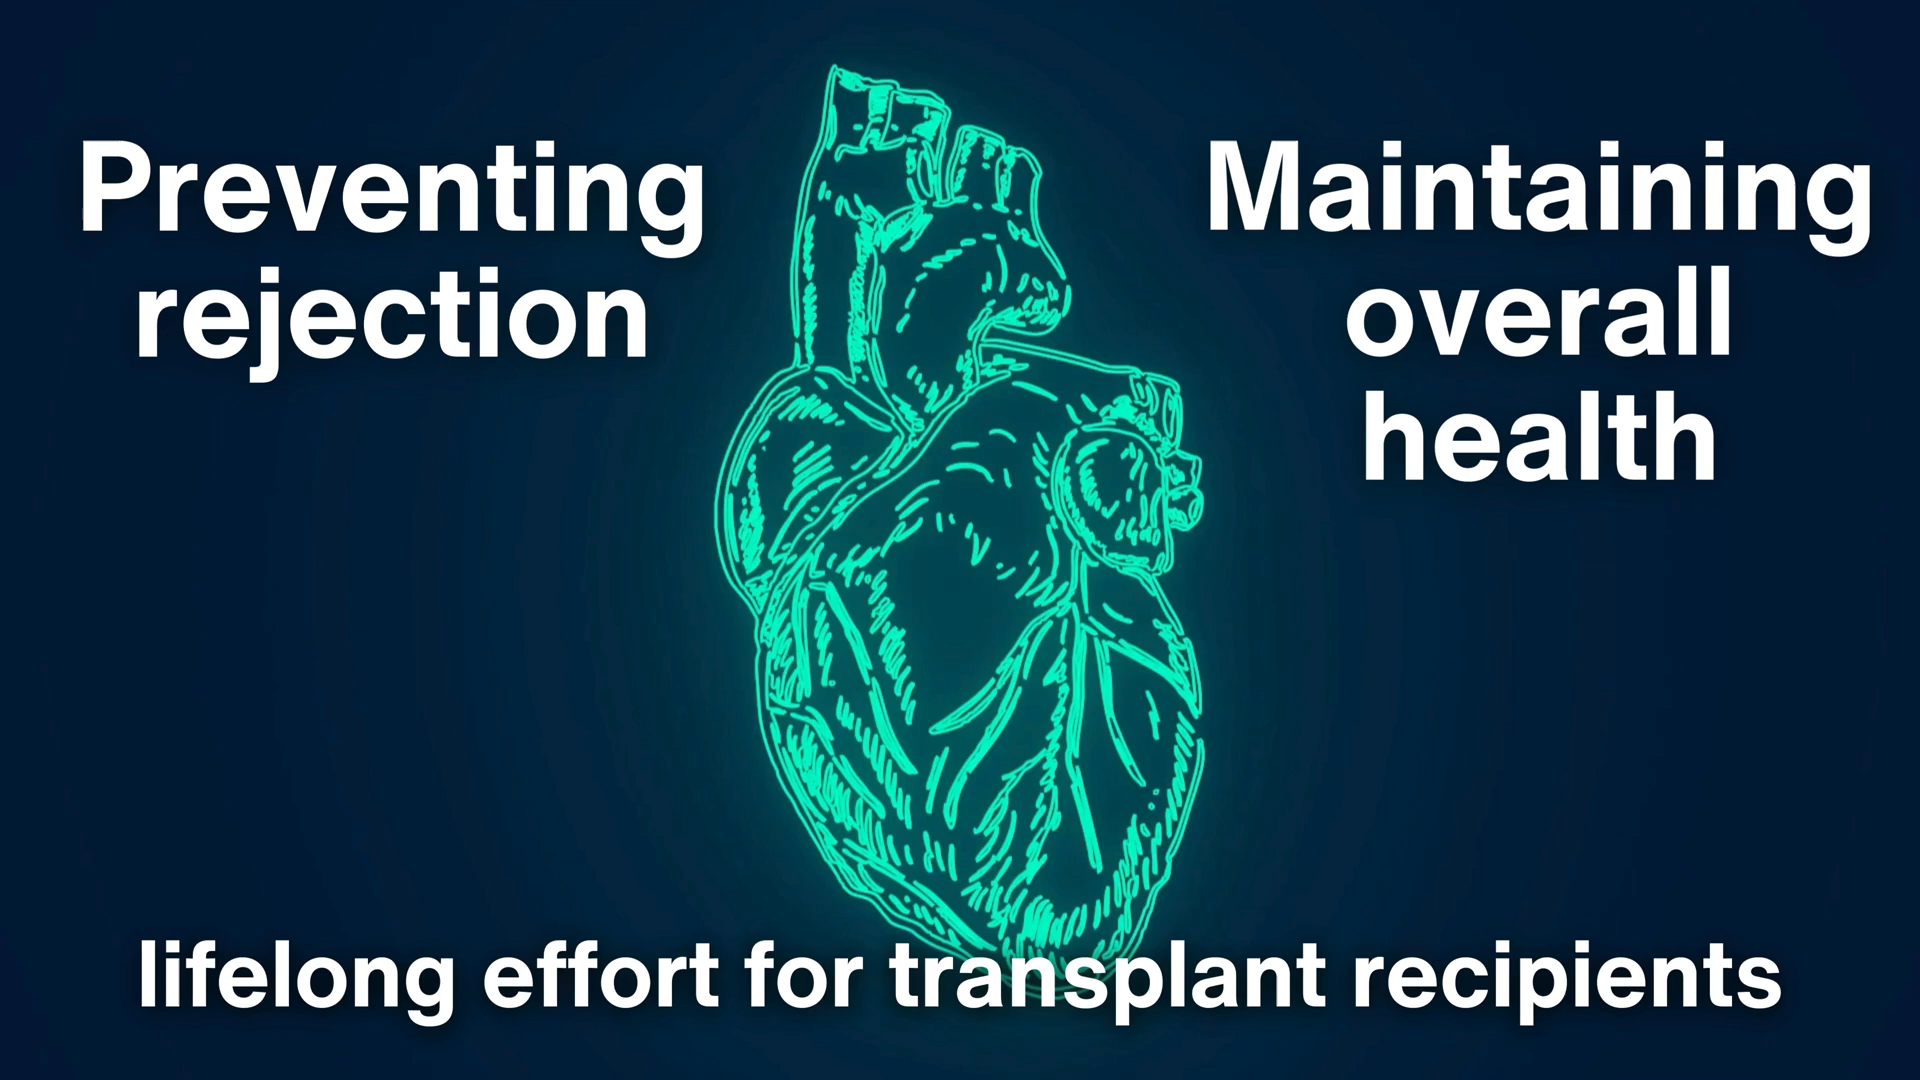 Preventing
rejection
Maintaining
overall
health
lifelong effort for transplant recipients